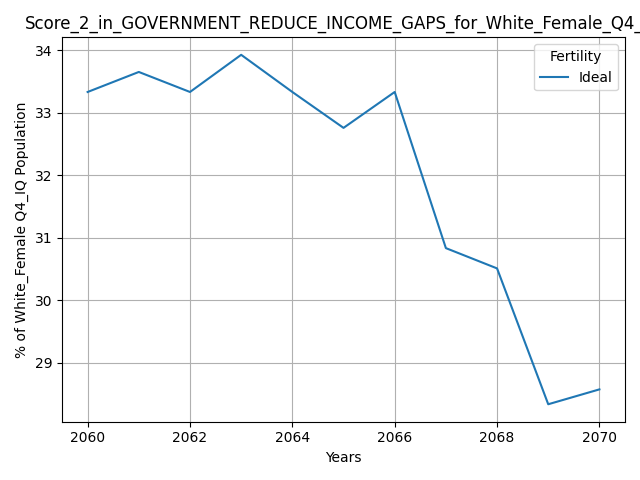 Score_2_in_GOVERNMENT_REDUCE_INCOME_GAPS_for_White_Female_Q4_
Fertility
Ideal
% of White_Female Q4_IQ Population
34
33
32
31
30
29
2060
2062
2064
2066
2068
2070
Years